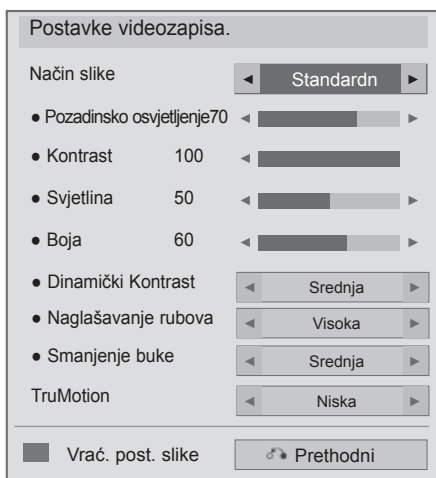 Postavke videozapisa.
Način slike ◄ Standardn ►
● Pozadinsko osvjetljenje70 ◄ ►
● Kontrast 100 ◄
● Svjetlina 50 ◄ ►
● Boja 60 ◄ ►
● Dinamički Kontrast ◄ Srednja ►
● Naglašavanje rubova ◄ Visoka ►
● Smanjenje buke ◄ Srednja ►
TruMotion ◄ Niska ►
Vrać. post. slike Prethodni